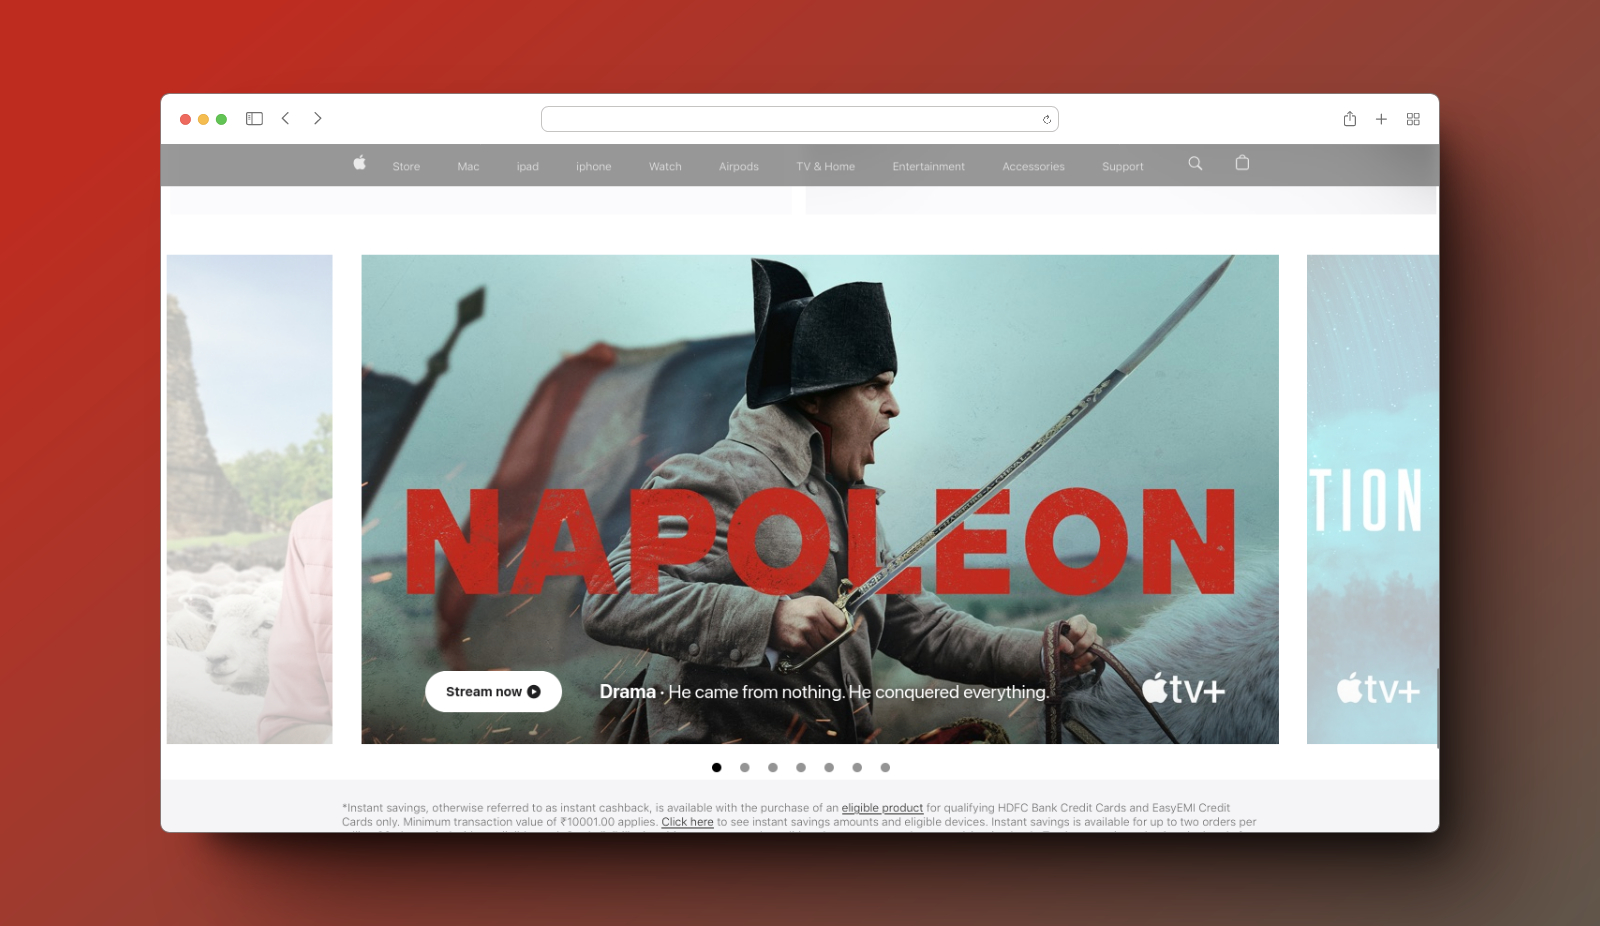 Store Mac ipad iphone Watch Airpods TV & Home Entertainment Accessories Support
NAPOLEON
TION
Stream now
Drama · He came from nothing. He conquered everything.
tv+
tv+
*Instant savings, otherwise referred to as instant cashback, is available with the purchase of an eligible product for qualifying HDFC Bank Credit Cards and EasyEMI Credit
Cards only. Minimum transaction value of ₹10001.00 applies. Click here to see instant savings amounts and eligible devices. Instant savings is available for up to two orders per